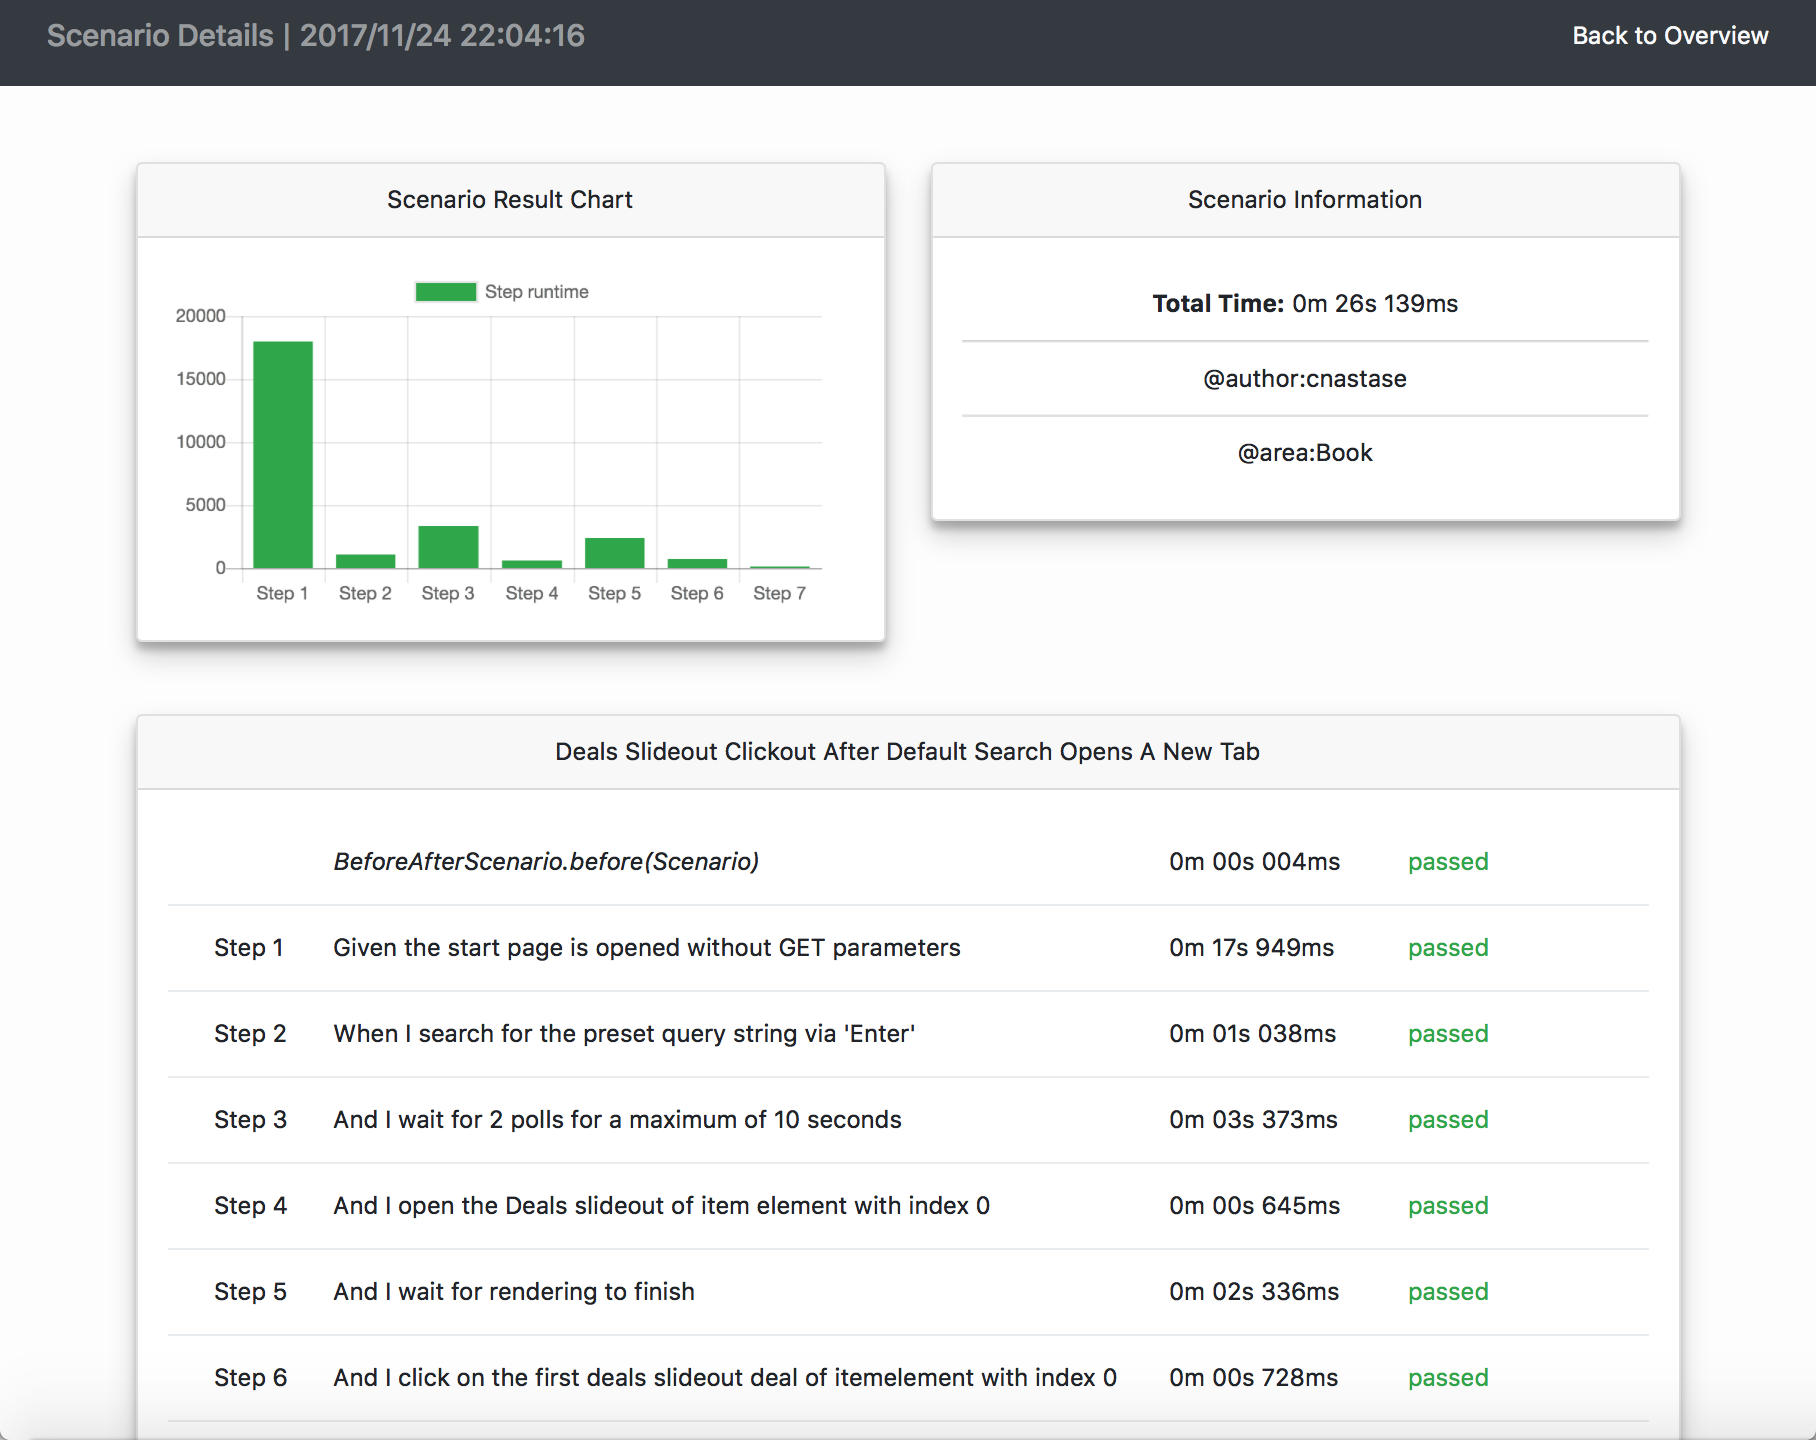 Scenario Details | 2017/11/24 22:04:16
Back to Overview
Scenario Result Chart
Step runtime
20000
15000
10000
5000
0
Step 1 Step 2 Step 3 Step 4 Step 5 Step 6 Step 7
Scenario Information
Total Time: 0m 26s 139ms
@author:cnastase
@area:Book
Deals Slideout Clickout After Default Search Opens A New Tab
BeforeAfterScenario.before(Scenario) 0m 00s 004ms passed
Step 1 Given the start page is opened without GET parameters 0m 17s 949ms passed
Step 2 When I search for the preset query string via 'Enter' 0m 01s 038ms passed
Step 3 And I wait for 2 polls for a maximum of 10 seconds 0m 03s 373ms passed
Step 4 And I open the Deals slideout of item element with index 0 0m 00s 645ms passed
Step 5 And I wait for rendering to finish 0m 02s 336ms passed
Step 6 And I click on the first deals slideout deal of itemelement with index 0 0m 00s 728ms passed